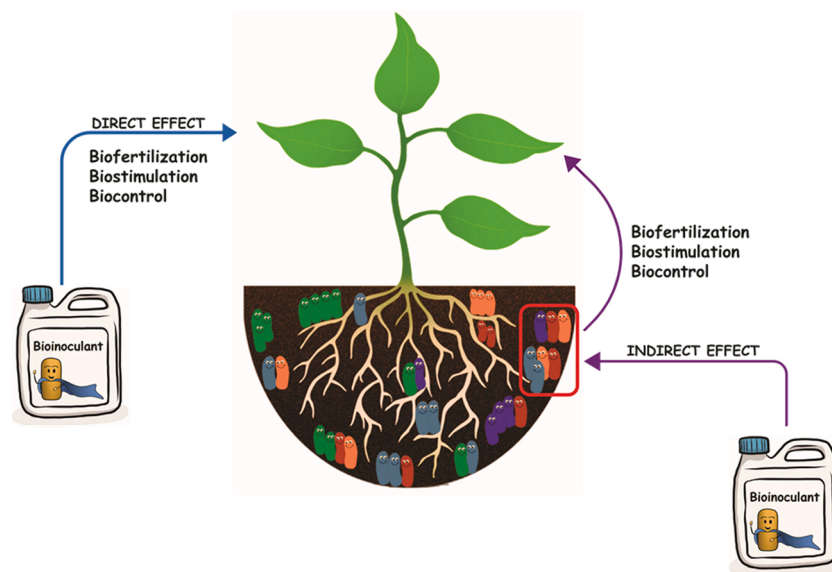 DIRECT EFFECT
Biofertilization
Biostimulation
Biocontrol
Bioinoculant
Biofertilization
Biostimulation
Biocontrol
INDIRECT EFFECT
Bioinoculant